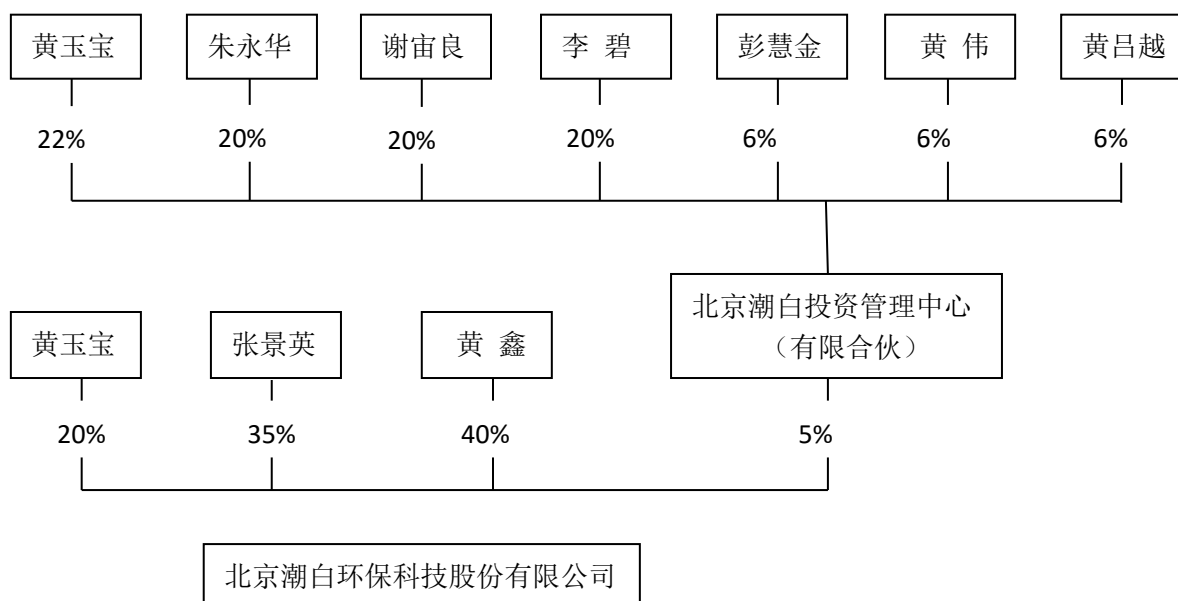 黄玉宝 朱永华 谢宙良 李 碧 彭慧金 黄 伟 黄吕越
22% 20% 20% 20% 6% 6% 6%
北京潮白投资管理中心
（有限合伙）
黄玉宝 张景英 黄 鑫
20% 35% 40% 5%
北京潮白环保科技股份有限公司